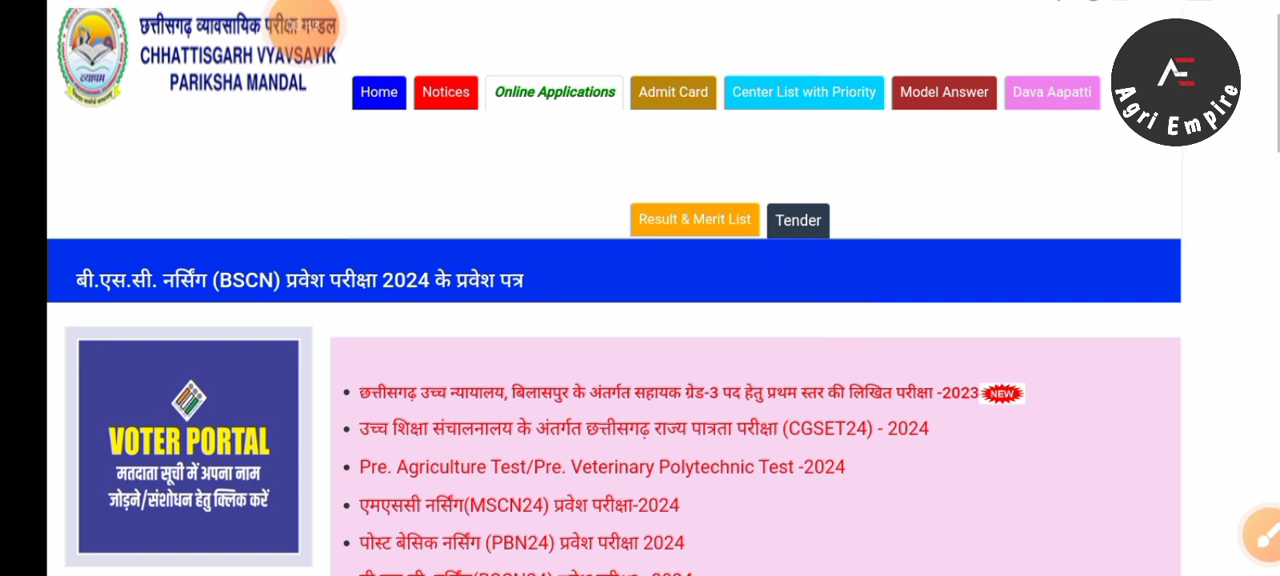 छत्तीसगढ़ व्यावसायिक परीक्षा मण्डल
CHHATTISGARH VYAVSAYIK
PARIKSHA MANDAL
व्यापम
Home Notices Online Applications Admit Card Center List with Priority Model Answer Dava Aapatti
Agri Empire
Result & Merit List Tender
बी.एस.सी. नर्सिंग (BSCN) प्रवेश परीक्षा 2024 के प्रवेश पत्र
VOTER PORTAL
मतदाता सूची में अपना नाम
जोड़ने/संशोधन हेतु क्लिक करें
• छत्तीसगढ़ उच्च न्यायालय, बिलासपुर के अंतर्गत सहायक ग्रेड-3 पद हेतु प्रथम स्तर की लिखित परीक्षा -2023 NEW
• उच्च शिक्षा संचालनालय के अंतर्गत छत्तीसगढ़ राज्य पात्रता परीक्षा (CGSET24) - 2024
• Pre. Agriculture Test/Pre. Veterinary Polytechnic Test -2024
• एमएससी नर्सिंग(MSCN24) प्रवेश परीक्षा-2024
• पोस्ट बेसिक नर्सिंग (PBN24) प्रवेश परीक्षा 2024